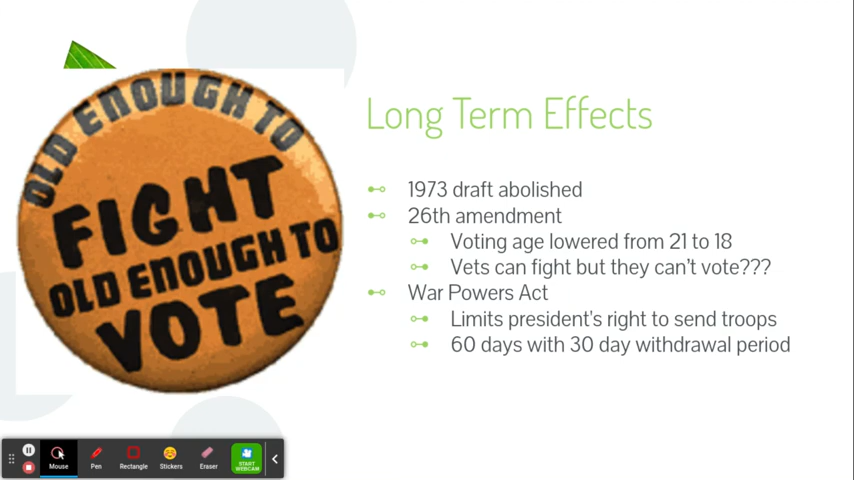 OLD ENOUGH TO
FIGHT
OLD ENOUGH TO
VOTE
Long Term Effects
1973 draft abolished
26th amendment
Voting age lowered from 21 to 18
Vets can fight but they can't vote???
War Powers Act
Limits president's right to send troops
60 days with 30 day withdrawal period
Mouse
Pen
Rectangle
Stickers
Eraser
START
WEBCAM